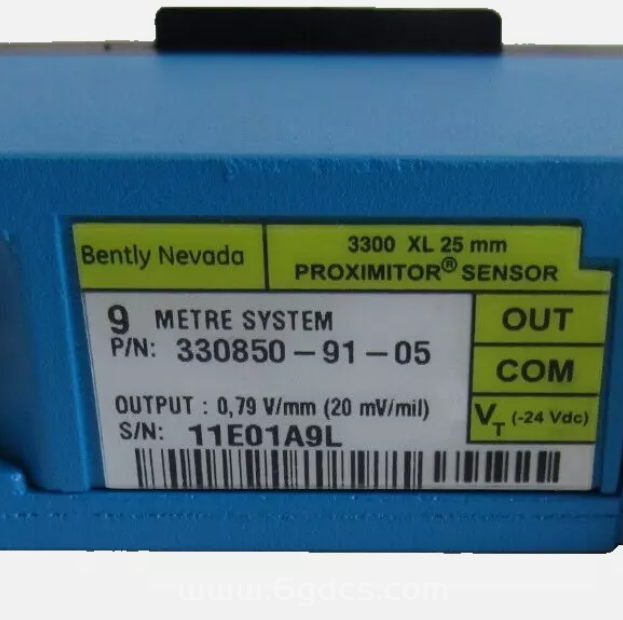 Bently Nevada
3300 XL 25 mm
PROXIMITOR® SENSOR
9 METRE SYSTEM
P/N: 330850-91-05
OUTPUT : 0,79 V/mm (20 mV/mil)
S/N: 11E01A9L
OUT
COM
VT (-24 Vdc)
www.6gdcs.com